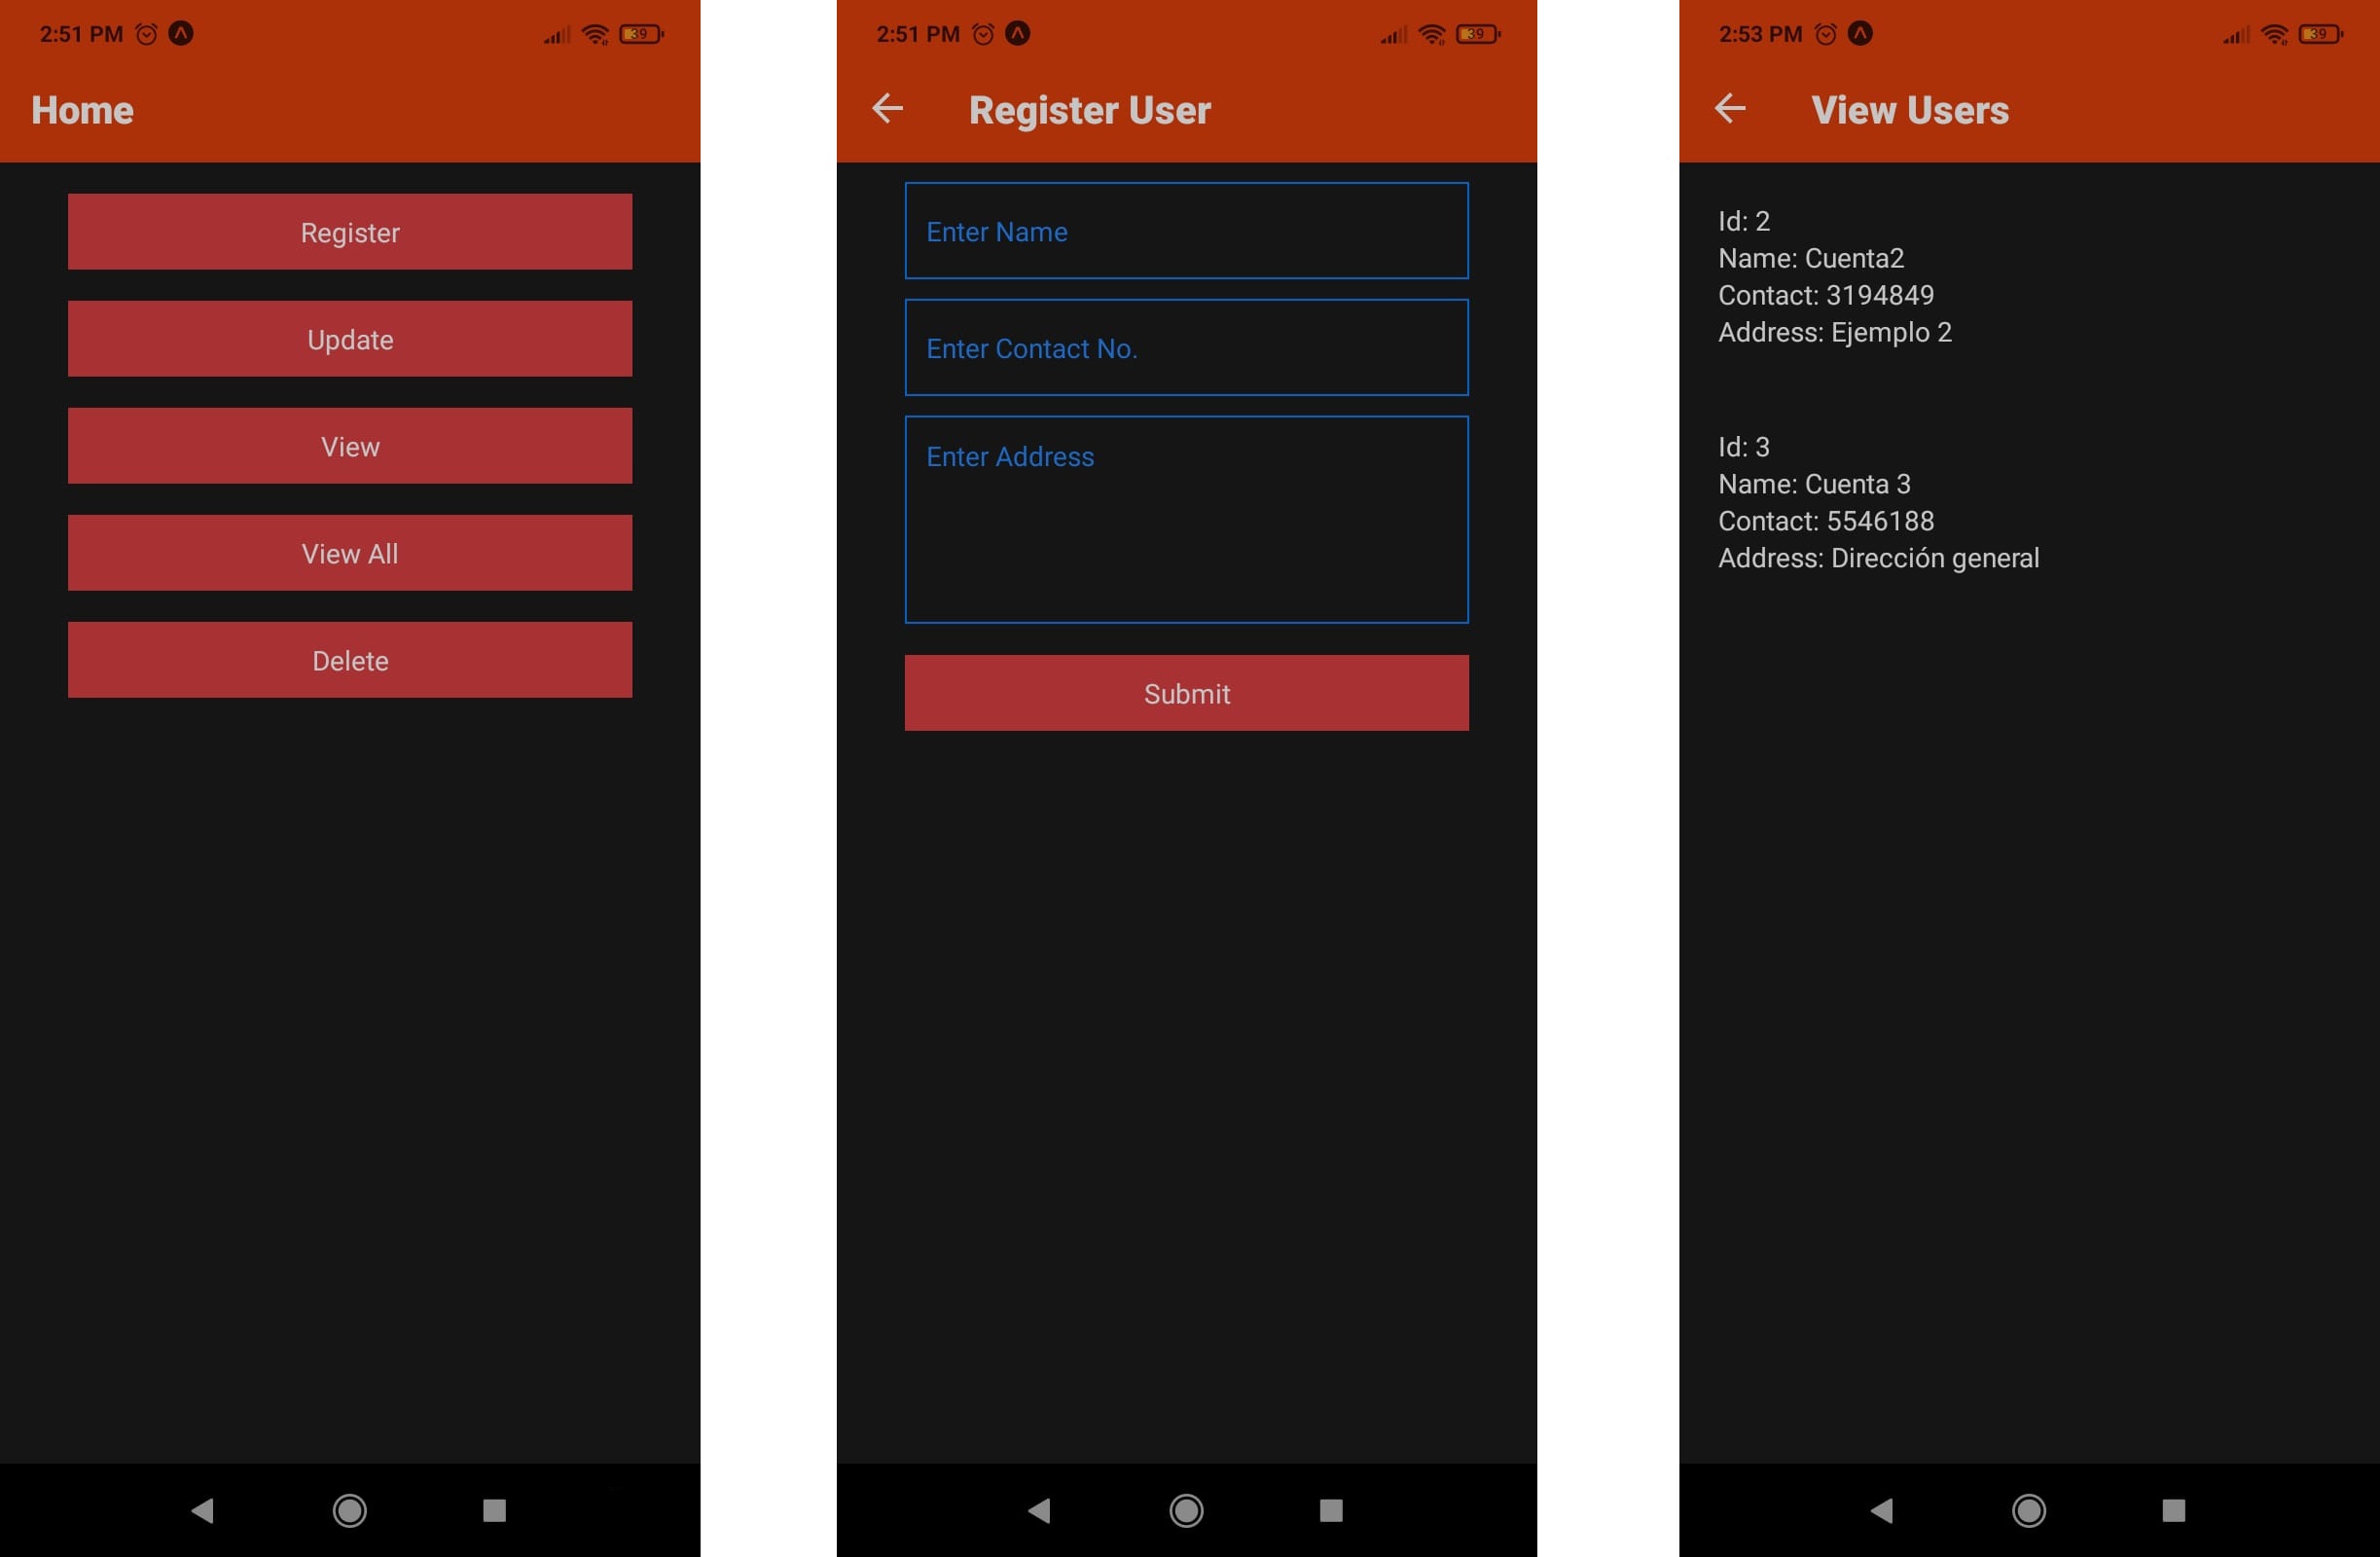 2:51 PM
39
Home
Register
Update
View
View All
Delete
2:51 PM
39
Register User
Enter Name
Enter Contact No.
Enter Address
Submit
2:53 PM
39
View Users
Id: 2
Name: Cuenta2
Contact: 3194849
Address: Ejemplo 2
Id: 3
Name: Cuenta 3
Contact: 5546188
Address: Dirección general